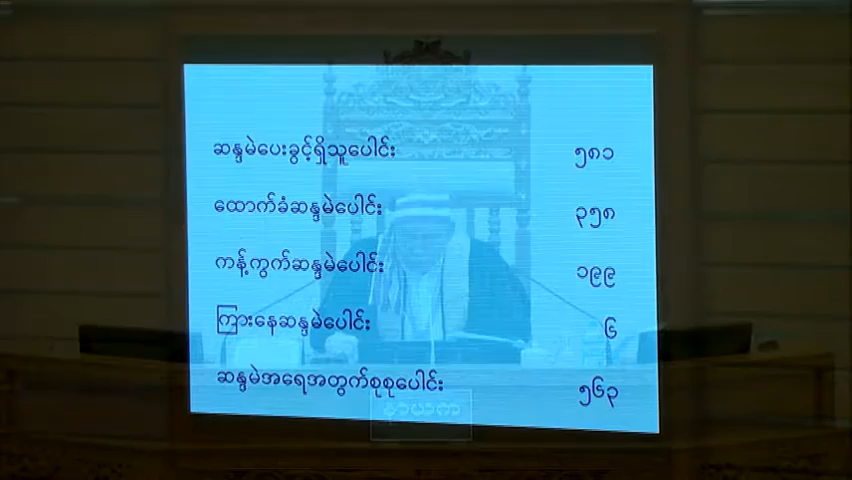 ဆန္ဒမဲပေးခွင့်ရှိသူပေါင်း ၅၈၁
ထောက်ခံဆန္ဒမဲပေါင်း ၃၅၈
ကန့်ကွက်ဆန္ဒမဲပေါင်း ၁၉၉
ကြားနေဆန္ဒမဲပေါင်း ၆
ဆန္ဒမဲအရေအတွက်စုစုပေါင်း ၅၆၃
နာယက